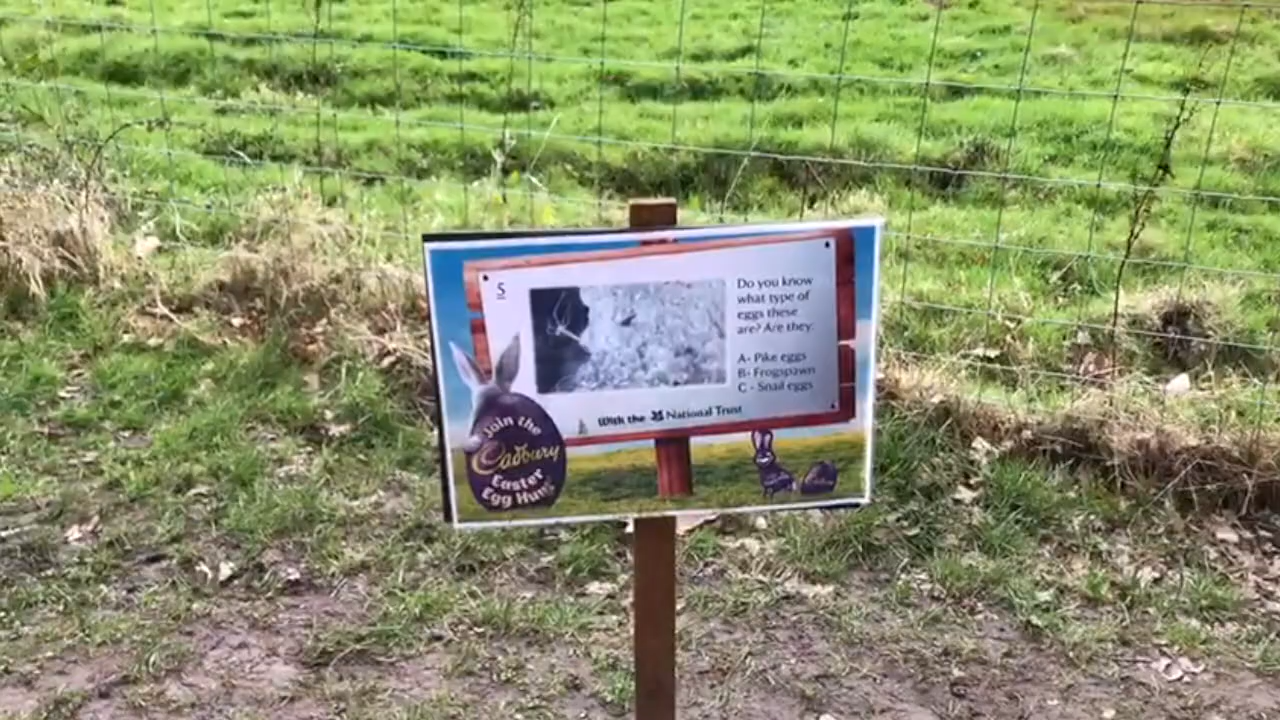 5
Do you know
what type of
eggs these
are? Are they:
A- Pike eggs
B- Frogspawn
C - Snail eggs
With the National Trust
Join the
Cadbury
Easter
Egg Hunt